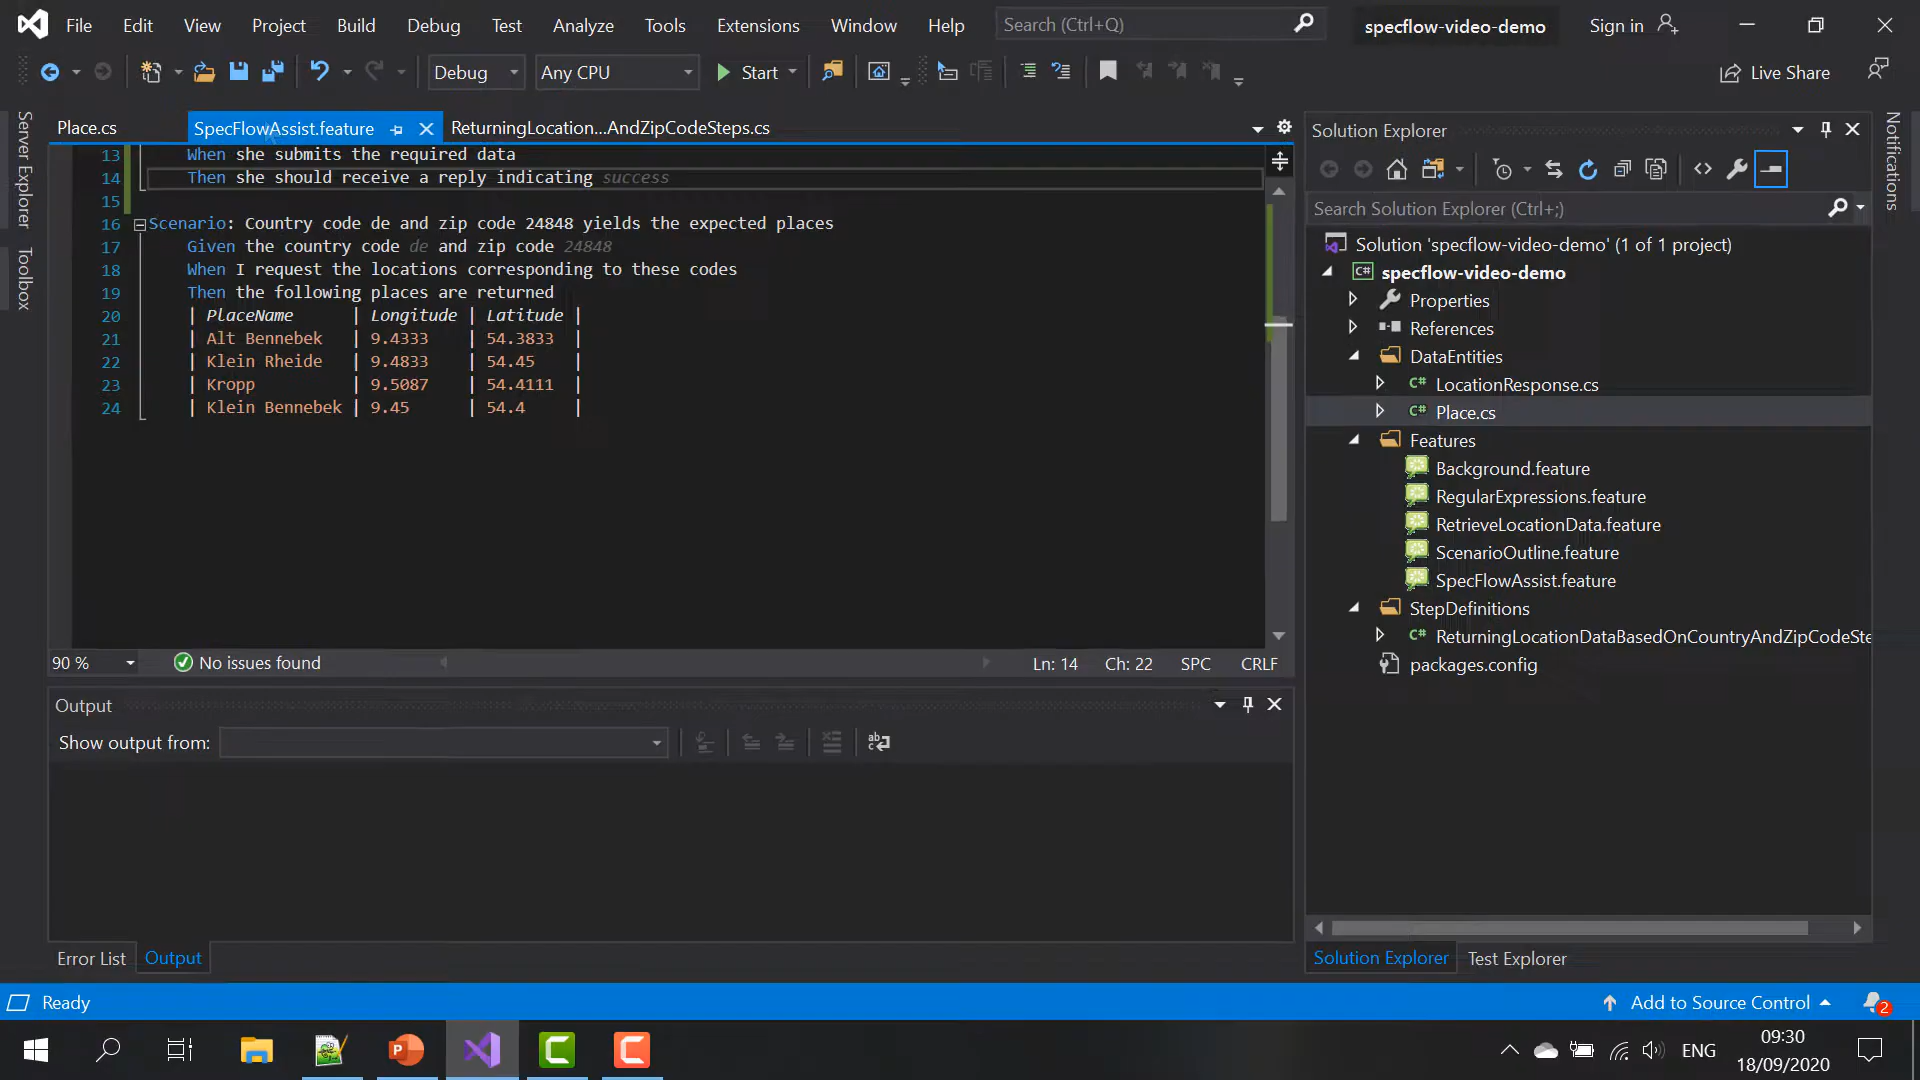 File Edit View Project Build Debug Test Analyze Tools Extensions Window Help Search (Ctrl+Q) specflow-video-demo Sign in
Debug Any CPU Start Live Share
Server Explorer
Toolbox
Place.cs SpecFlowAssist.feature ReturningLocation...AndZipCodeSteps.cs
13 When she submits the required data
14 Then she should receive a reply indicating success
15
16 Scenario: Country code de and zip code 24848 yields the expected places
17 Given the country code de and zip code 24848
18 When I request the locations corresponding to these codes
19 Then the following places are returned
20 | PlaceName | Longitude | Latitude |
21 | Alt Bennebek | 9.4333 | 54.3833 |
22 | Klein Rheide | 9.4833 | 54.45 |
23 | Kropp | 9.5087 | 54.4111 |
24 | Klein Bennebek | 9.45 | 54.4 |
90 % No issues found Ln: 14 Ch: 22 SPC CRLF
Output
Show output from:
Error List Output
Solution Explorer
Search Solution Explorer (Ctrl+;)
Solution 'specflow-video-demo' (1 of 1 project)
specflow-video-demo
Properties
References
DataEntities
LocationResponse.cs
Place.cs
Features
Background.feature
RegularExpressions.feature
RetrieveLocationData.feature
ScenarioOutline.feature
SpecFlowAssist.feature
StepDefinitions
ReturningLocationDataBasedOnCountryAndZipCodeSte
packages.config
Solution Explorer Test Explorer
Notifications
Ready Add to Source Control 2
ENG 09:30
18/09/2020